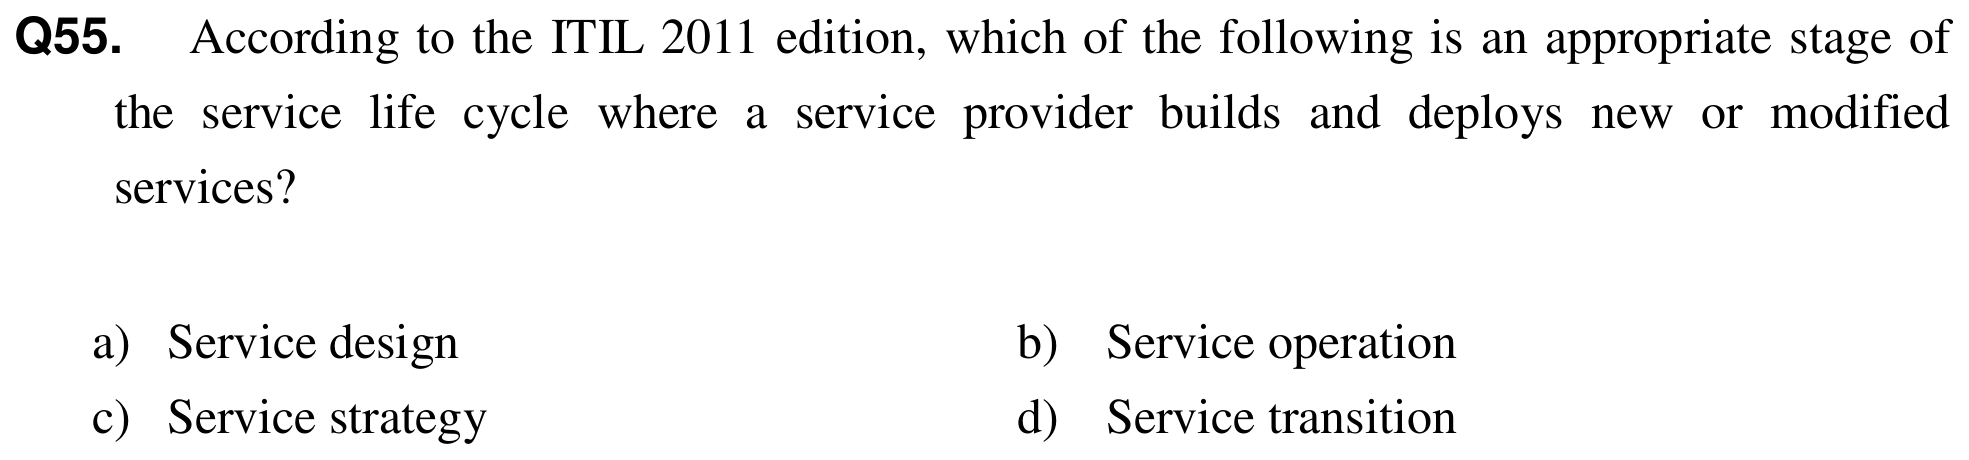 Q55. According to the ITIL 2011 edition, which of the following is an appropriate stage of
the service life cycle where a service provider builds and deploys new or modified
services?
a) Service design b) Service operation
c) Service strategy d) Service transition